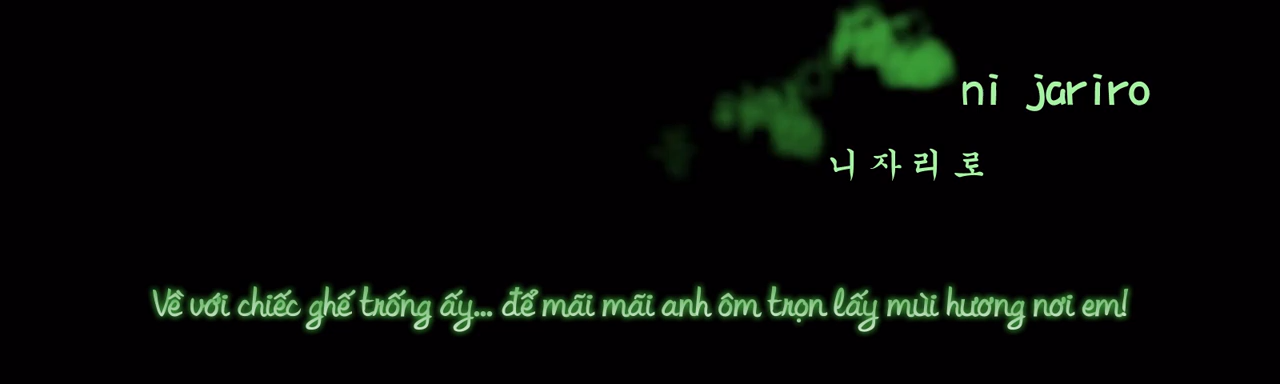 ni jariro
니 자 리 로
Về với chiếc ghế trống ấy... để mãi mãi anh ôm trọn lấy mùi hương nơi em!